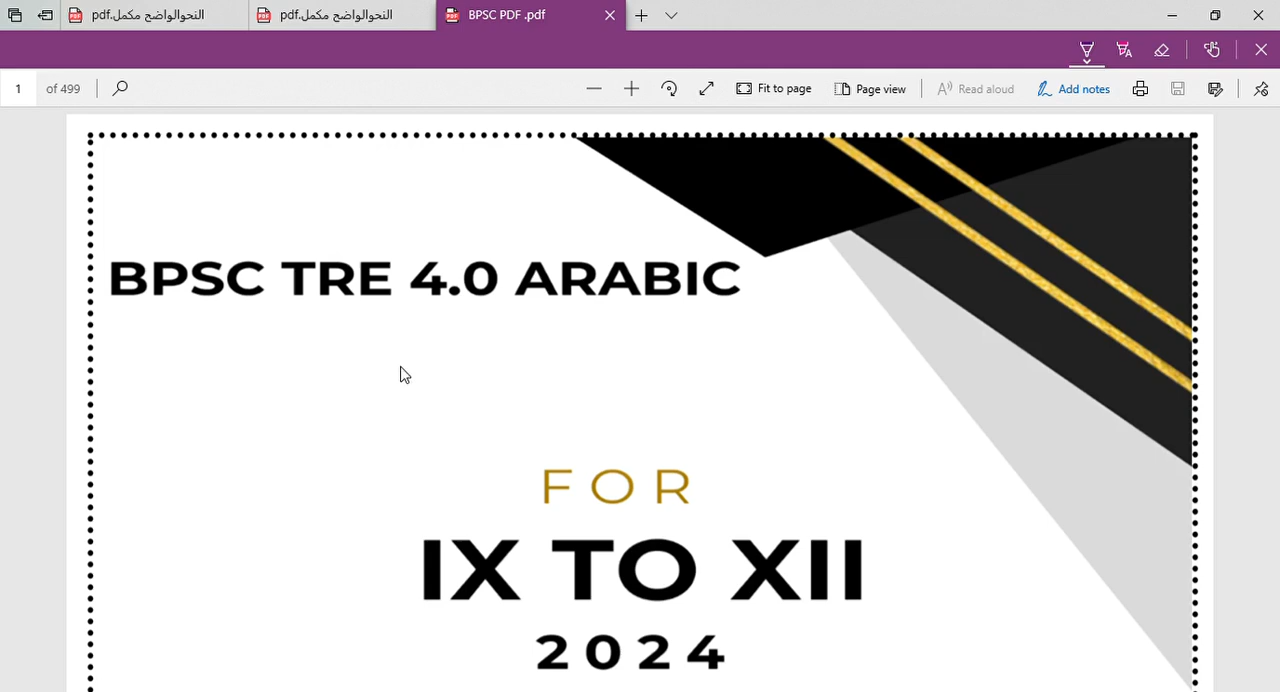 النحوالواضح مكمل.pdf
النحوالواضح مكمل.pdf
BPSC PDF .pdf
1 of 499
Fit to page
Page view
Read aloud
Add notes
BPSC TRE 4.0 ARABIC
FOR
IX TO XII
2024